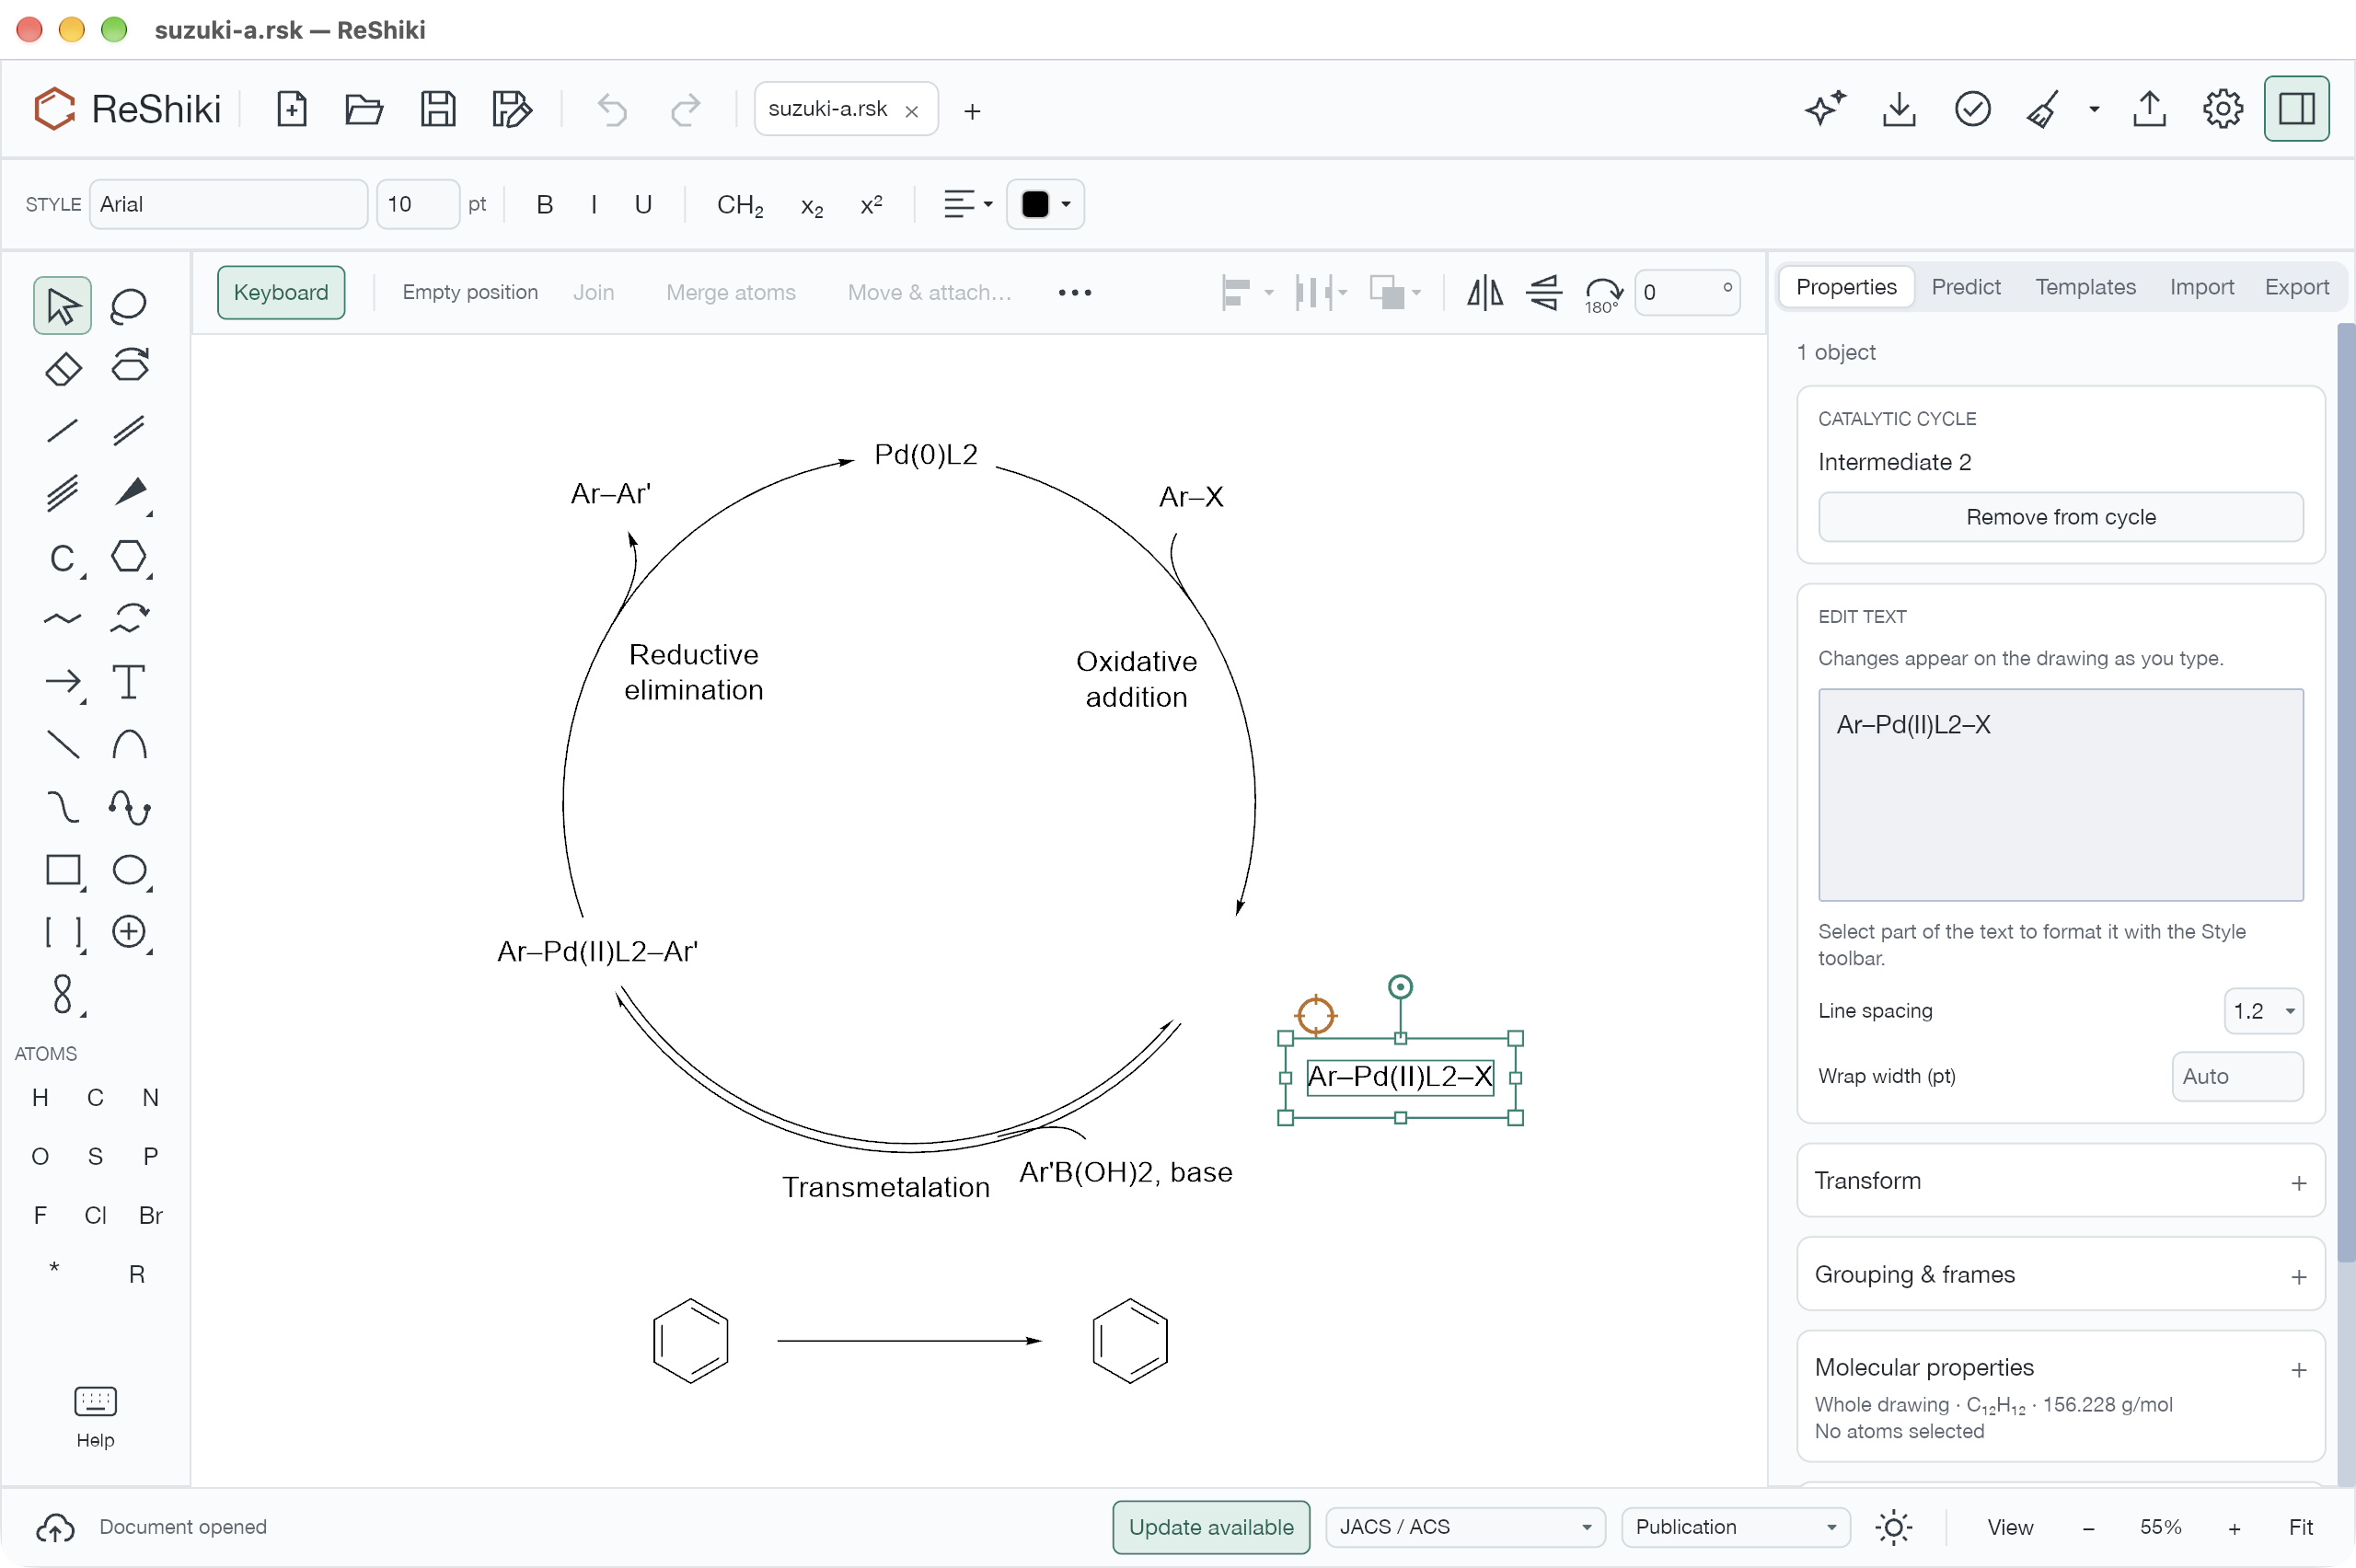 suzuki-a.rsk — ReShiki
ReShiki
suzuki-a.rsk
STYLE Arial 10 pt B I U CH₂ x₂ x²
Keyboard Empty position Join Merge atoms Move & attach… 180° 0 °
Properties Predict Templates Import Export
1 object
CATALYTIC CYCLE
Intermediate 2
Remove from cycle
EDIT TEXT
Changes appear on the drawing as you type.
Ar–Pd(II)L2–X
Select part of the text to format it with the Style
toolbar.
Line spacing 1.2
Wrap width (pt) Auto
Transform +
Grouping & frames +
Molecular properties +
Whole drawing · C₁₂H₁₂ · 156.228 g/mol
No atoms selected
C
T
ATOMS
H C N
O S P
F Cl Br
* R
Help
Pd(0)L2
Ar–Ar'
Ar–X
Reductive
elimination
Oxidative
addition
Ar–Pd(II)L2–Ar'
Ar–Pd(II)L2–X
Ar'B(OH)2, base
Transmetalation
Document opened
Update available
JACS / ACS
Publication
View – 55% + Fit